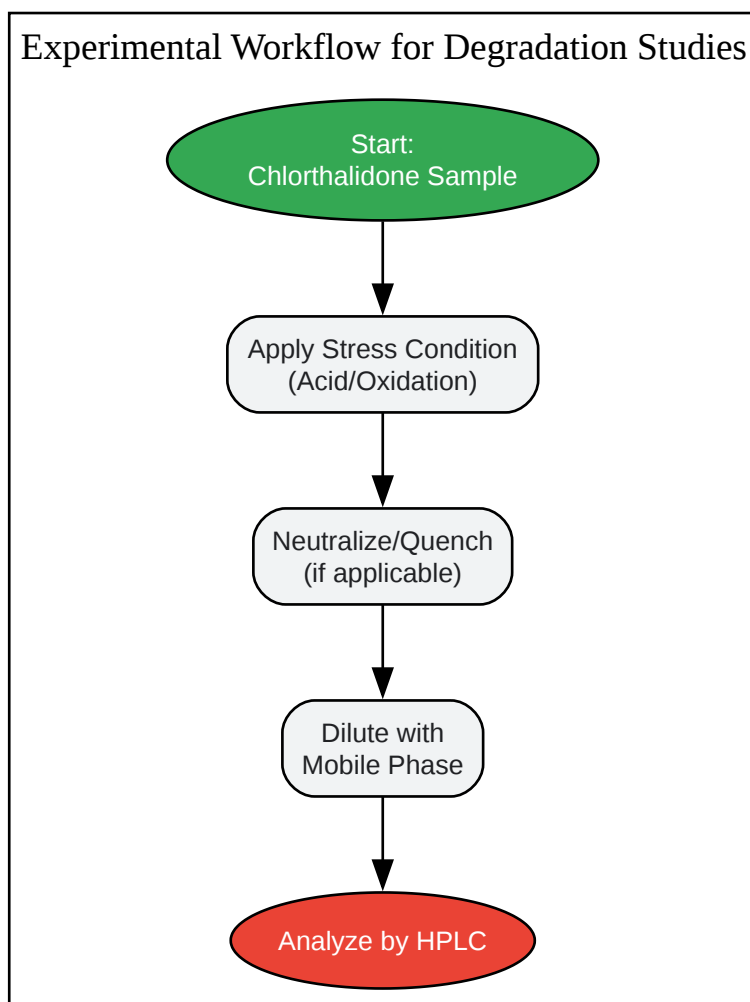 Experimental Workflow for Degradation Studies
Start:
Chlorthalidone Sample
Apply Stress Condition
(Acid/Oxidation)
Neutralize/Quench
(if applicable)
Dilute with
Mobile Phase
Analyze by HPLC